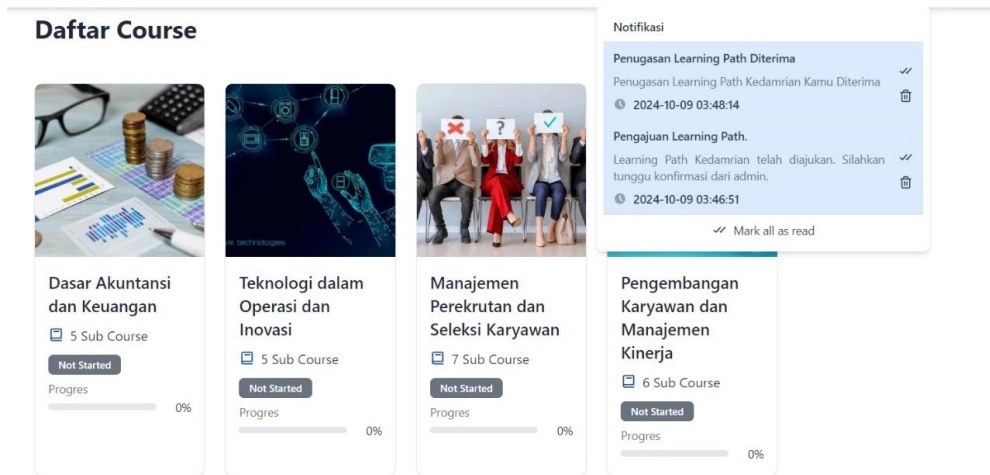 Daftar Course
Notifikasi
Penugasan Learning Path Diterima
Penugasan Learning Path Kedamrian Kamu Diterima
2024-10-09 03:48:14
Pengajuan Learning Path.
Learning Path Kedamrian telah diajukan. Silahkan
tunggu konfirmasi dari admin.
2024-10-09 03:46:51
Mark all as read
?
ve technologies
Dasar Akuntansi
dan Keuangan
5 Sub Course
Not Started
Progres
0%
Teknologi dalam
Operasi dan
Inovasi
5 Sub Course
Not Started
Progres
0%
Manajemen
Perekrutan dan
Seleksi Karyawan
7 Sub Course
Not Started
Progres
0%
Pengembangan
Karyawan dan
Manajemen
Kinerja
6 Sub Course
Not Started
Progres
0%